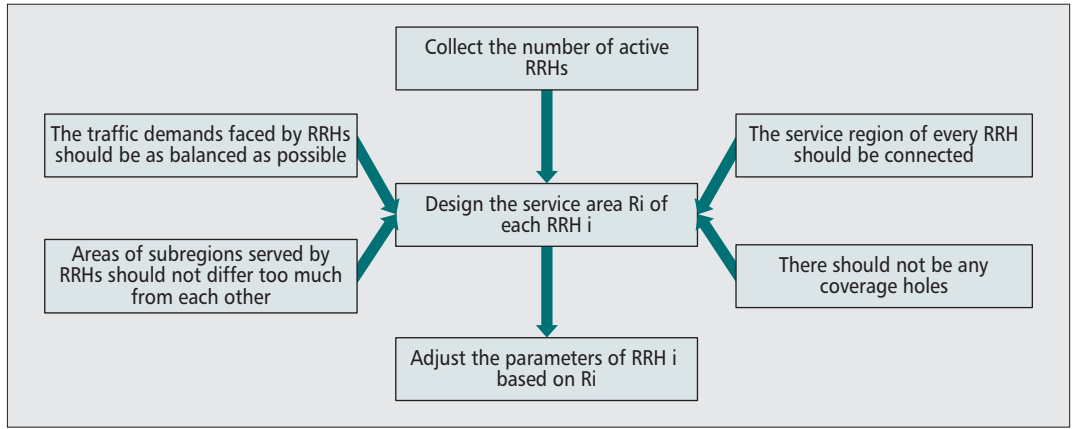 Collect the number of active
RRHs
The traffic demands faced by RRHs
should be as balanced as possible
The service region of every RRH
should be connected
Design the service area Ri of
each RRH i
Areas of subregions served by
RRHs should not differ too much
from each other
There should not be any
coverage holes
Adjust the parameters of RRH i
based on Ri